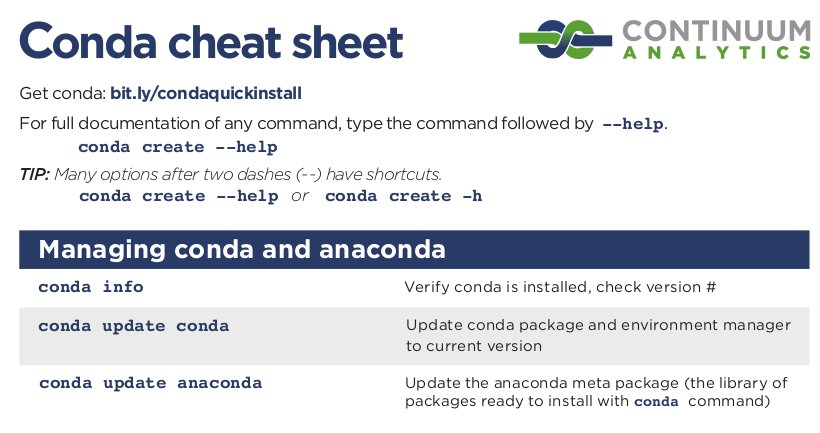 Conda cheat sheet
CONTINUUM
ANALYTICS
Get conda: bit.ly/condaquickinstall
For full documentation of any command, type the command followed by --help.
conda create --help
TIP: Many options after two dashes (--) have shortcuts.
conda create --help or conda create -h
Managing conda and anaconda
conda info
Verify conda is installed, check version #
conda update conda
Update conda package and environment manager
to current version
conda update anaconda
Update the anaconda meta package (the library of
packages ready to install with conda command)